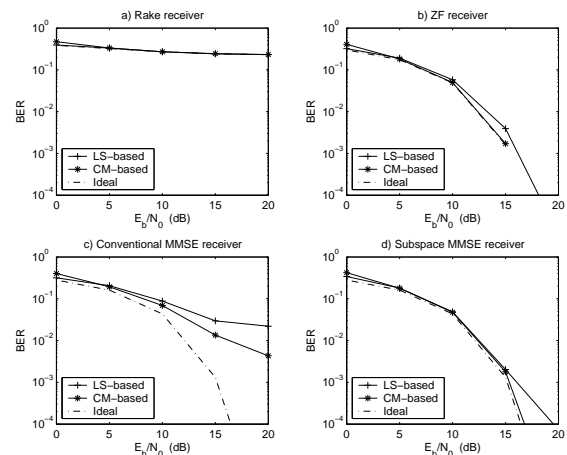 a) Rake receiver
10^0
10^-1
10^-2
10^-3
10^-4
BER
LS-based
CM-based
Ideal
0 5 10 15 20
E_b/N_0 (dB)
b) ZF receiver
10^0
10^-1
10^-2
10^-3
10^-4
BER
LS-based
CM-based
Ideal
0 5 10 15 20
E_b/N_0 (dB)
c) Conventional MMSE receiver
10^0
10^-1
10^-2
10^-3
10^-4
BER
LS-based
CM-based
Ideal
0 5 10 15 20
E_b/N_0 (dB)
d) Subspace MMSE receiver
10^0
10^-1
10^-2
10^-3
10^-4
BER
LS-based
CM-based
Ideal
0 5 10 15 20
E_b/N_0 (dB)